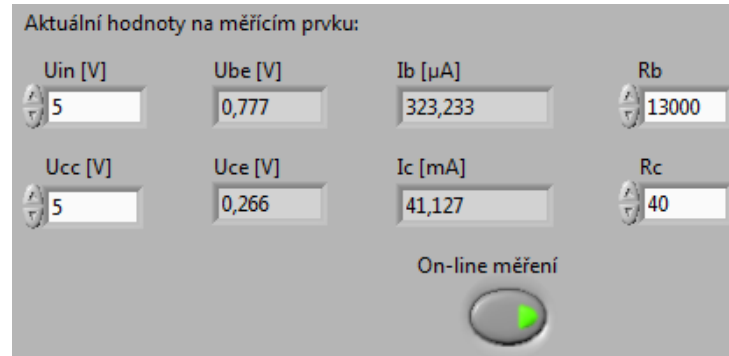 Aktuální hodnoty na měřícím prvku:
Uin [V] Ube [V] Ib [µA] Rb
5 0,777 323,233 13000
Ucc [V] Uce [V] Ic [mA] Rc
5 0,266 41,127 40
On-line měření